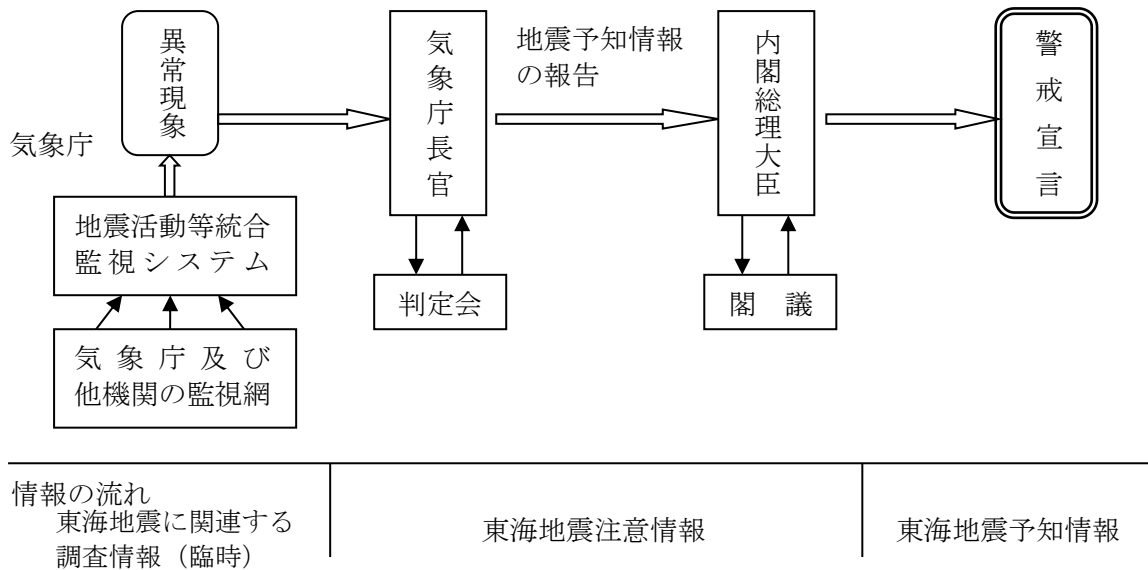 異常現象
気象庁
地震活動等統合
監視システム
気象庁及び
他機関の監視網
気象庁長官
判定会
地震予知情報
の報告
内閣総理大臣
閣議
警戒宣言
情報の流れ
東海地震に関連する
調査情報（臨時）
東海地震注意情報
東海地震予知情報